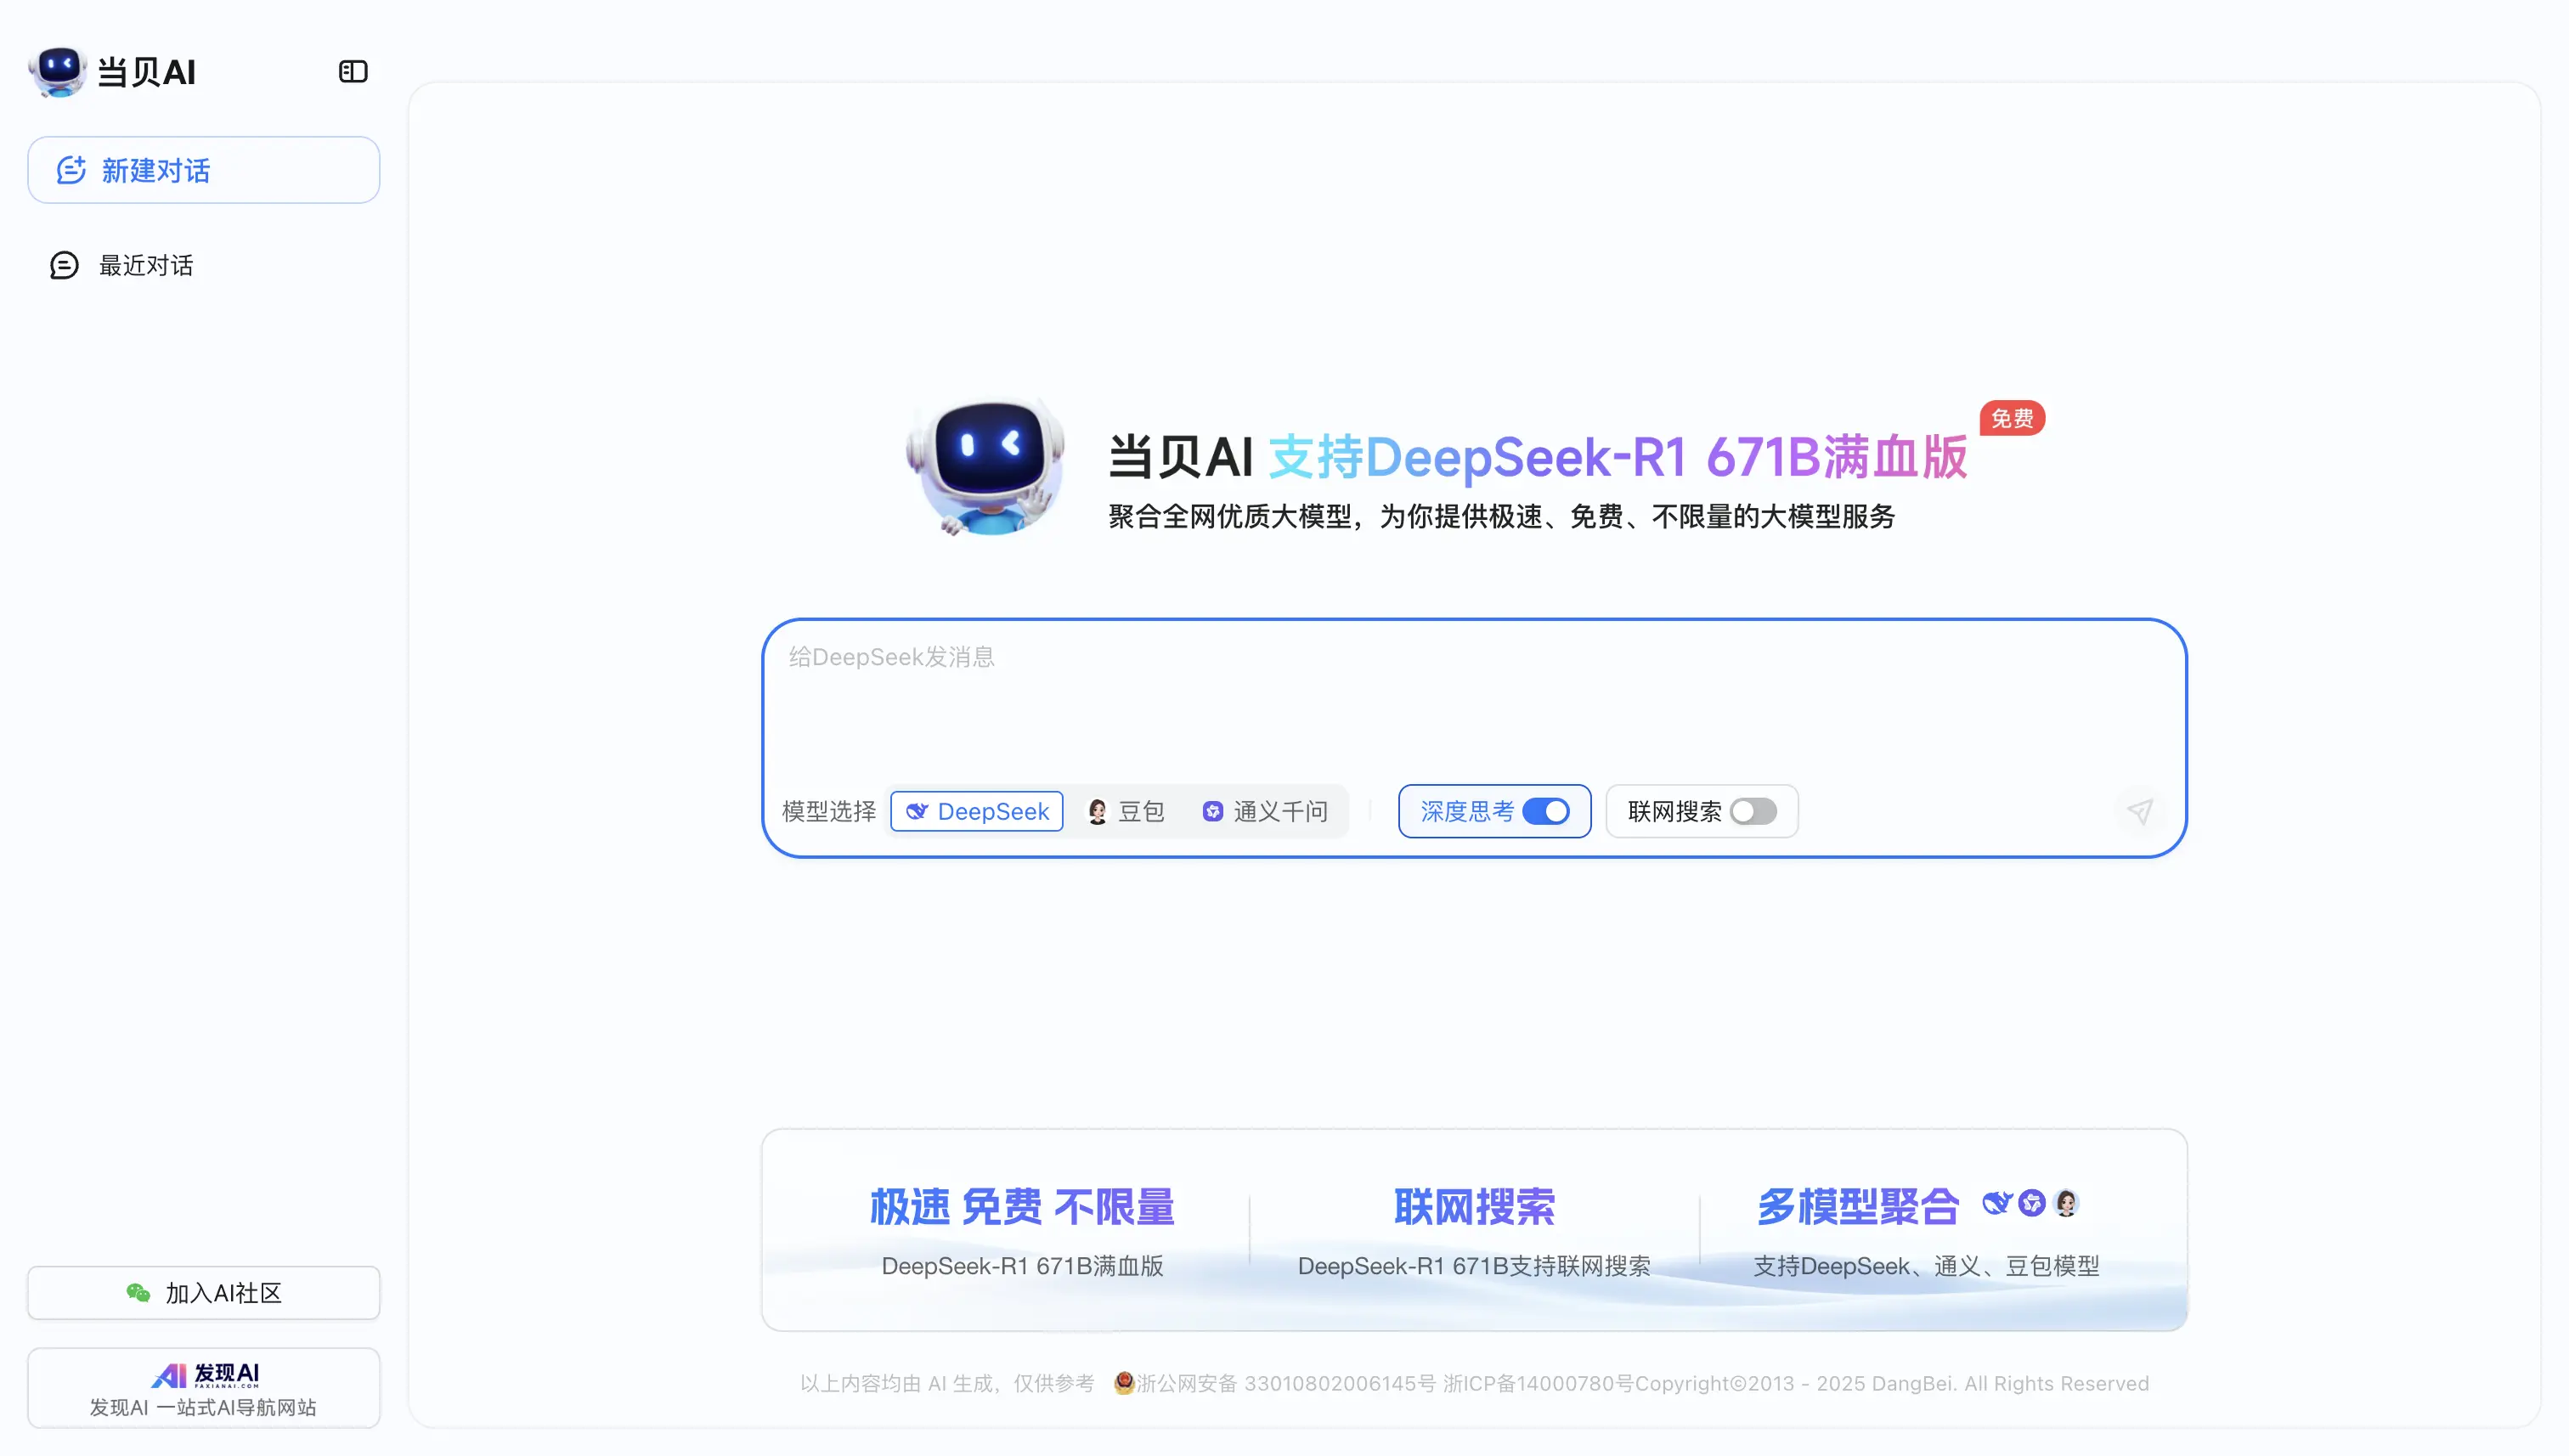 当贝AI
新建对话
最近对话
当贝AI 支持DeepSeek-R1 671B满血版 免费
聚合全网优质大模型，为你提供极速、免费、不限量的大模型服务
给DeepSeek发消息
模型选择 DeepSeek 豆包 通义千问 深度思考 联网搜索
极速 免费 不限量
DeepSeek-R1 671B满血版
联网搜索
DeepSeek-R1 671B支持联网搜索
多模型聚合
支持DeepSeek、通义、豆包模型
加入AI社区
AI 发现AI
FAXIANAI.COM
发现AI 一站式AI导航网站
以上内容均由 AI 生成，仅供参考 浙公网安备 33010802006145号 浙ICP备14000780号Copyright©2013 - 2025 DangBei. All Rights Reserved